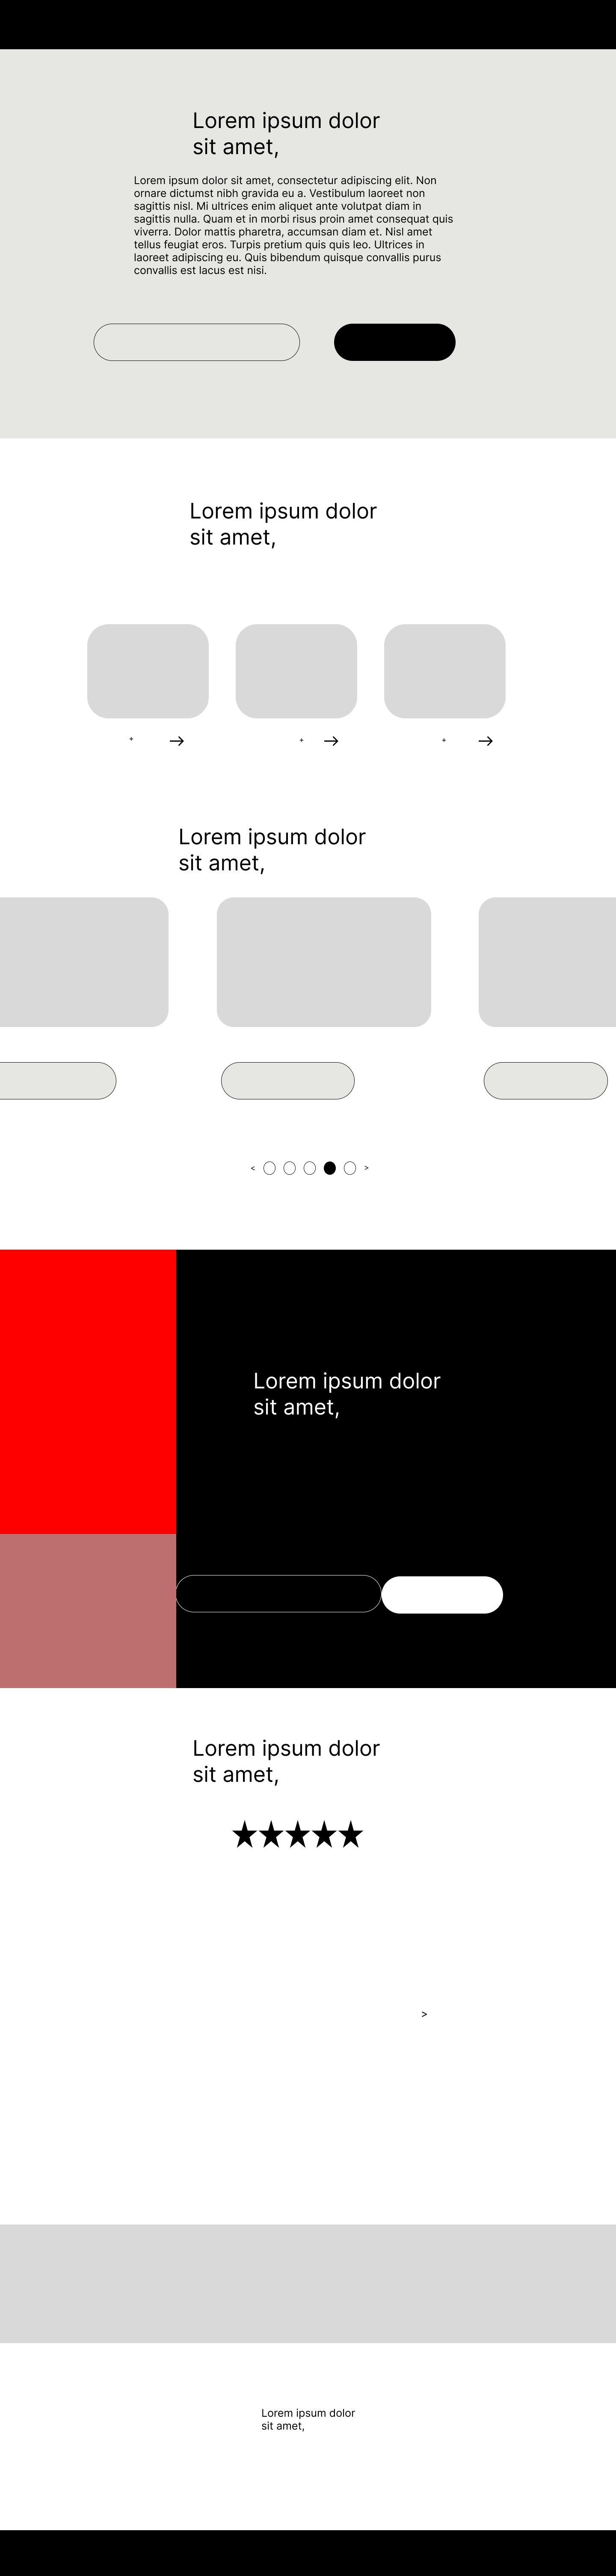 Lorem ipsum dolor
sit amet,
Lorem ipsum dolor sit amet, consectetur adipiscing elit. Non
ornare dictumst nibh gravida eu a. Vestibulum laoreet non
sagittis nisl. Mi ultrices enim aliquet ante volutpat diam in
sagittis nulla. Quam et in morbi risus proin amet consequat quis
viverra. Dolor mattis pharetra, accumsan diam et. Nisl amet
tellus feugiat eros. Turpis pretium quis quis leo. Ultrices in
laoreet adipiscing eu. Quis bibendum quisque convallis purus
convallis est lacus est nisi.
Lorem ipsum dolor
sit amet,
+ + +
Lorem ipsum dolor
sit amet,
< >
Lorem ipsum dolor
sit amet,
Lorem ipsum dolor
sit amet,
>
Lorem ipsum dolor
sit amet,